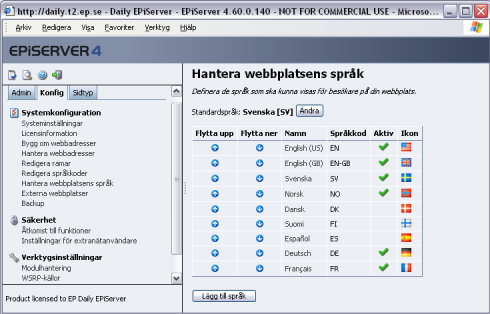 http://daily.t2.ep.se - Daily EPiServer - EPiServer 4.60.0.140 - NOT FOR COMMERCIAL USE - Microso...
Arkiv Redigera Visa Favoriter Verktyg Hjälp
EPiSERVER 4
Admin Konfig Sidtyp
Systemkonfiguration
Systeminställningar
Licensinformation
Bygg om webbadresser
Hantera webbadresser
Redigera ramar
Redigera språkkoder
Hantera webbplatsens språk
Externa webbplatser
Backup
Säkerhet
Åtkomst till funktioner
Inställningar för extranätanvändare
Verktygsinställningar
Modulhantering
WSRP-källor
Product licensed to EP Daily EPiServer
Hantera webbplatsens språk
Definera de språk som ska kunna visas för besökare på din webbplats.
Standardspråk: Svenska [SV] Ändra
Flytta upp Flytta ner Namn Språkkod Aktiv Ikon
English (US) EN
English (GB) EN-GB
Svenska SV
Norsk NO
Dansk DK
Suomi FI
Español ES
Deutsch DE
Français FR
Lägg till språk